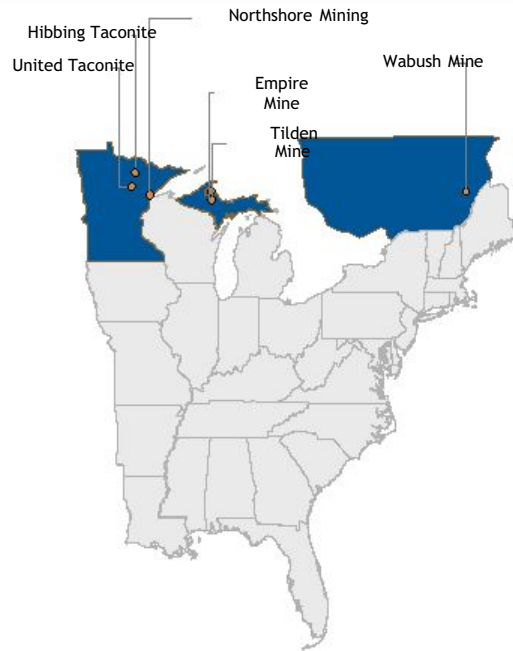 Northshore Mining
Hibbing Taconite
United Taconite
Wabush Mine
Empire
Mine
Tilden
Mine